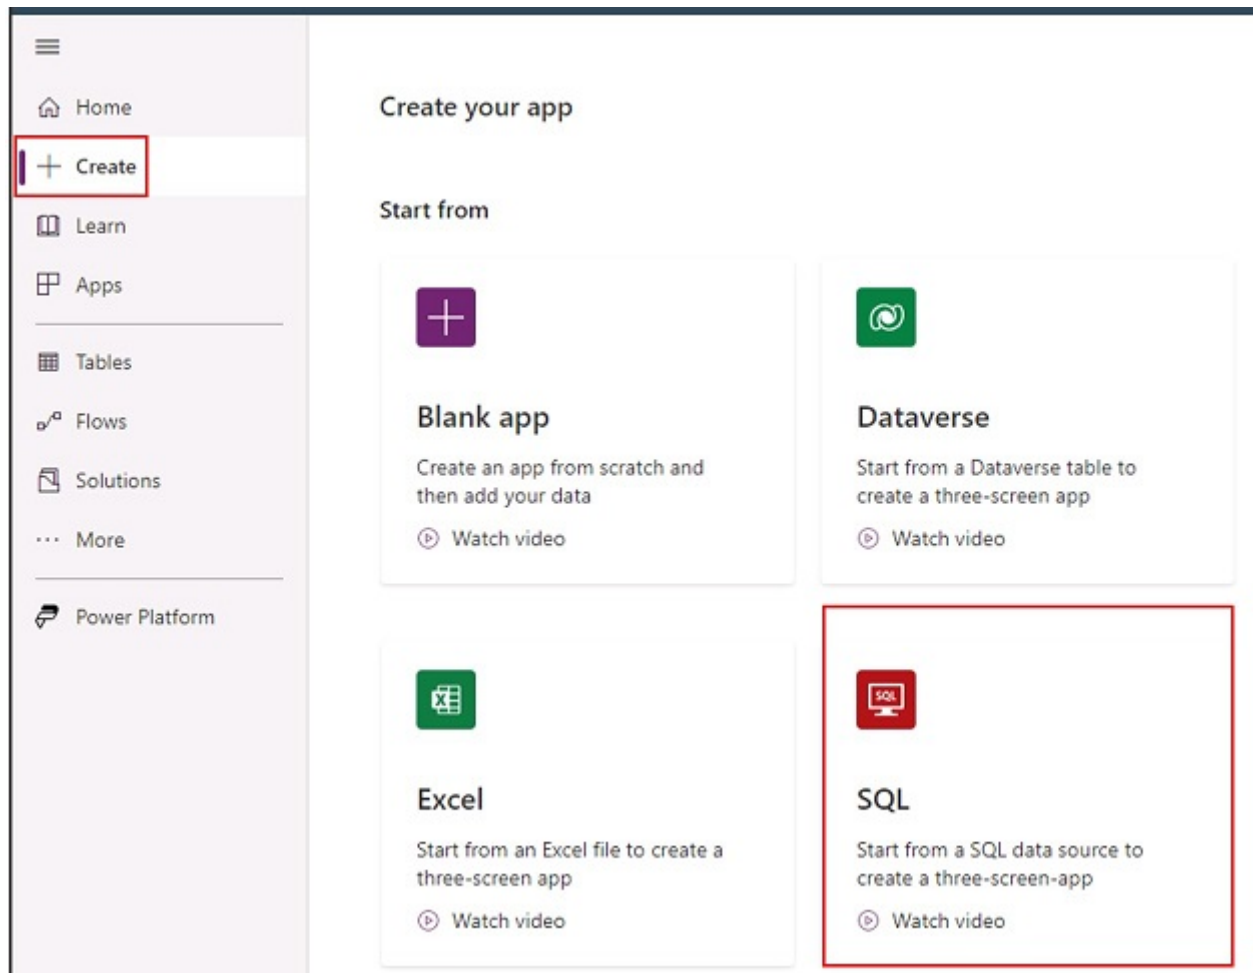 Home
Create
Learn
Apps
Tables
Flows
Solutions
More
Power Platform
Create your app
Start from
Blank app
Create an app from scratch and
then add your data
Watch video
Dataverse
Start from a Dataverse table to
create a three-screen app
Watch video
Excel
Start from an Excel file to create a
three-screen app
Watch video
SQL
SQL
Start from a SQL data source to
create a three-screen-app
Watch video